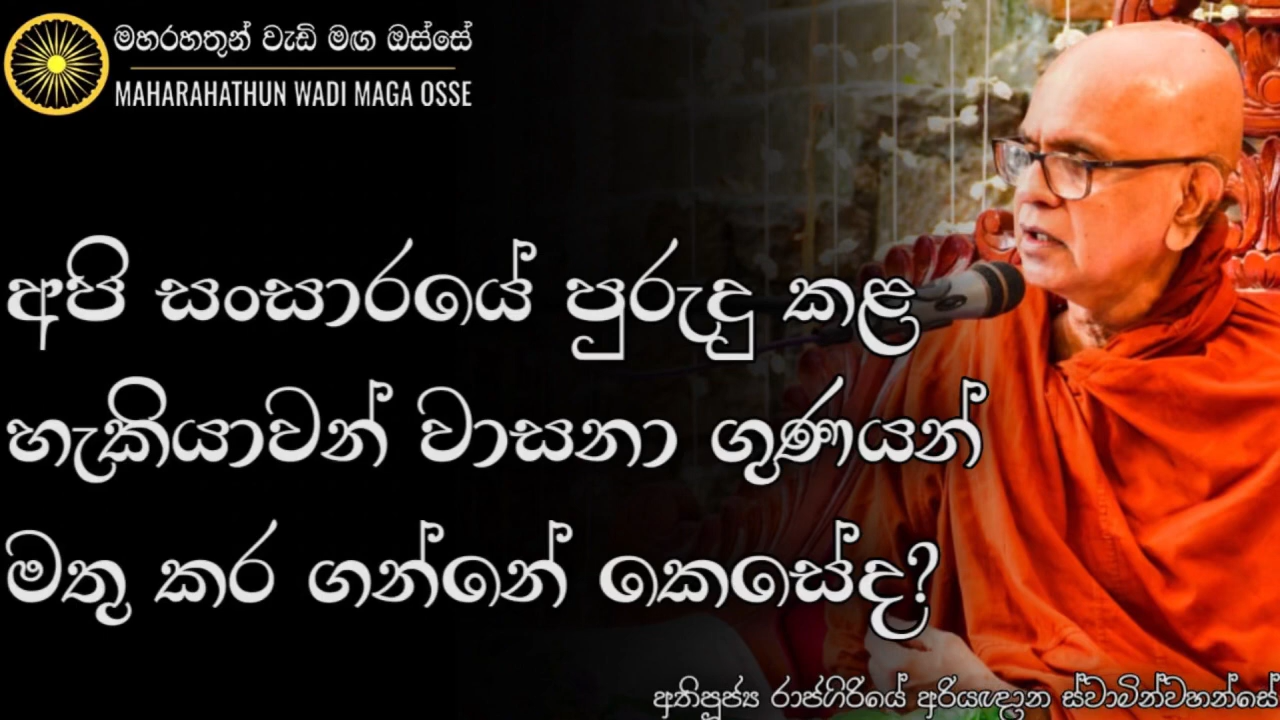 මහරහතුන් වැඩි මඟ ඔස්සේ
MAHARAHATHUN WADI MAGA OSSE
අපි සංසාරයේ පුරුදු කළ
හැකියාවන් වාසනා ගුණයන්
මතු කර ගන්නේ කෙසේද?
අතිපූජ්‍ය රාජගිරියේ අරියඤාන ස්වාමින්වහන්සේ